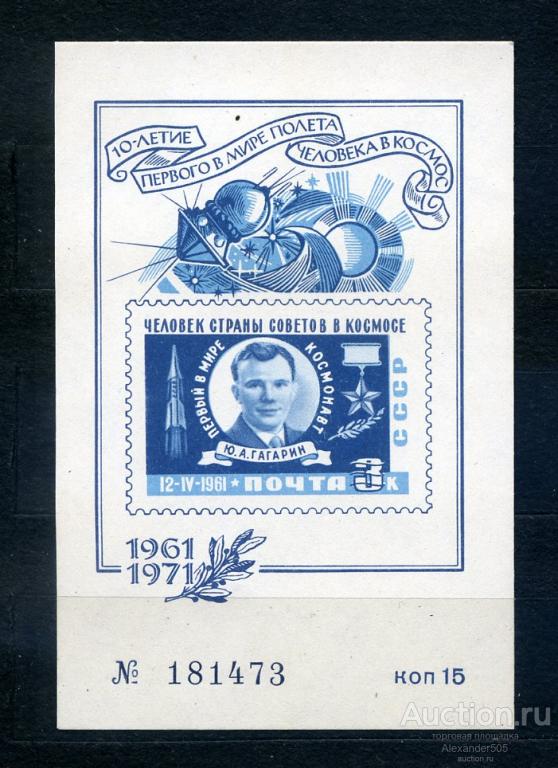 10-ЛЕТИЕ
ПЕРВОГО В МИРЕ ПОЛЕТА
ЧЕЛОВЕКА В КОСМОС
ЧЕЛОВЕК СТРАНЫ СОВЕТОВ В КОСМОСЕ
ПЕРВЫЙ В МИРЕ КОСМОНАВТ
Ю.А.ГАГАРИН
СССР
12-IV-1961 * ПОЧТА 3 К
1961
1971
№ 181473
коп 15
Auction.ru
торговая площадка
Alexander505
auction.ru